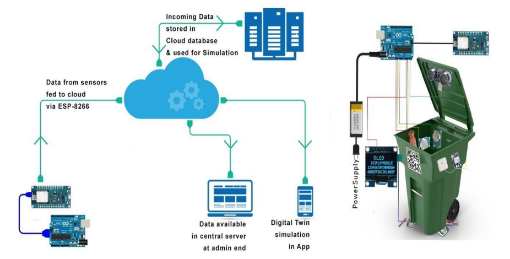 Incoming Data
stored in
Cloud database
& used for Simulation
Data from sensors
fed to cloud
via ESP-8266
Data available
in central server
at admin end
Digital Twin
simulation
in App
PowerSupply
OLED